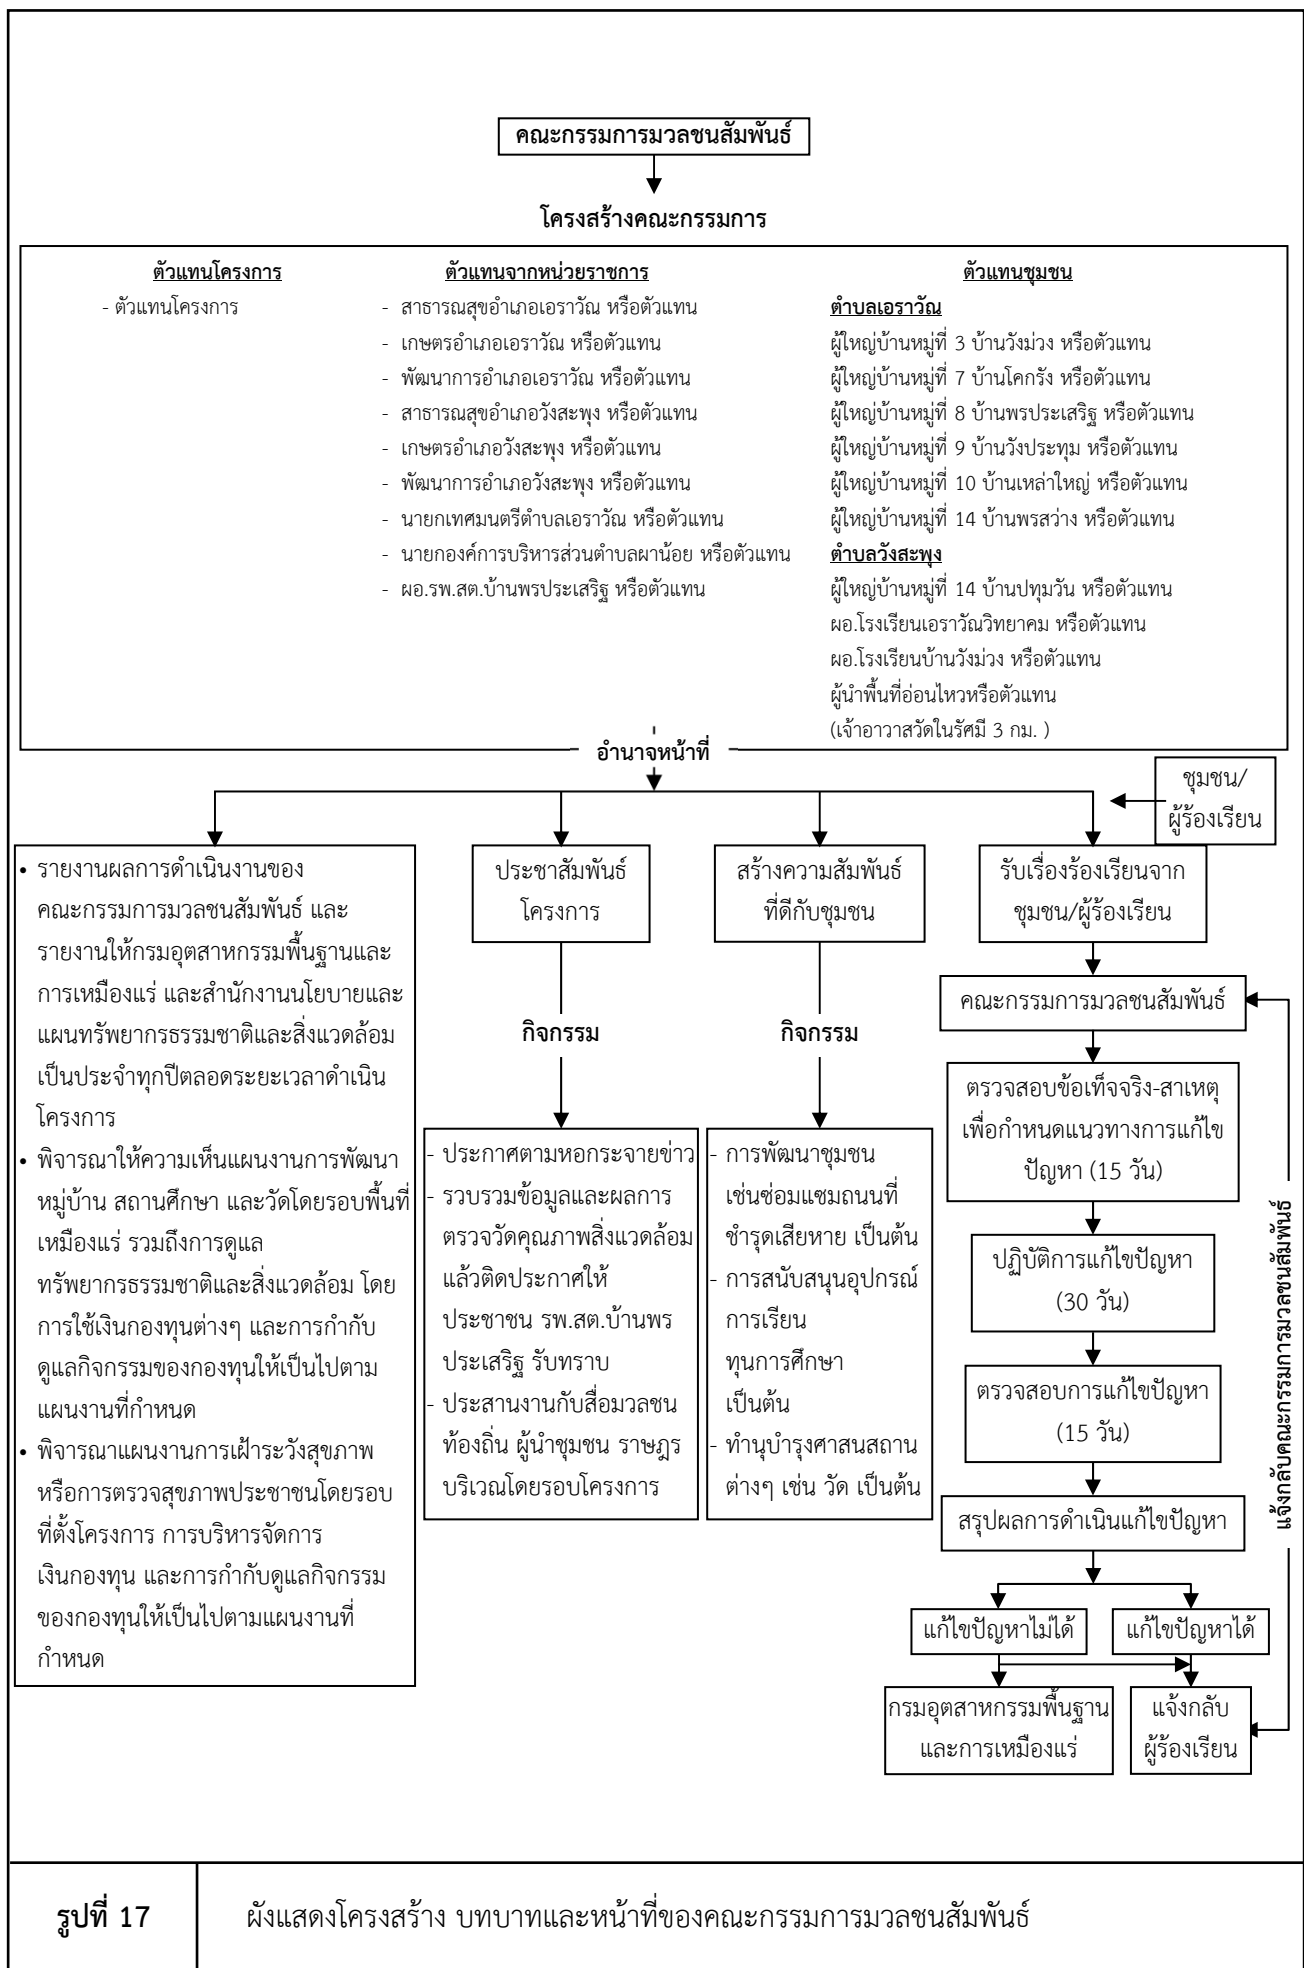 คณะกรรมการมวลชนสัมพันธ์
โครงสร้างคณะกรรมการ
ตัวแทนโครงการ
- ตัวแทนโครงการ
ตัวแทนจากหน่วยราชการ
- สาธารณสุขอำเภอเอราวัณ หรือตัวแทน
- เกษตรอำเภอเอราวัณ หรือตัวแทน
- พัฒนาการอำเภอเอราวัณ หรือตัวแทน
- สาธารณสุขอำเภอวังสะพุง หรือตัวแทน
- เกษตรอำเภอวังสะพุง หรือตัวแทน
- พัฒนาการอำเภอวังสะพุง หรือตัวแทน
- นายกเทศมนตรีตำบลเอราวัณ หรือตัวแทน
- นายกองค์การบริหารส่วนตำบลผาน้อย หรือตัวแทน
- ผอ.รพ.สต.บ้านพรประเสริฐ หรือตัวแทน
ตัวแทนชุมชน
ตำบลเอราวัณ
ผู้ใหญ่บ้านหมู่ที่ 3 บ้านวังม่วง หรือตัวแทน
ผู้ใหญ่บ้านหมู่ที่ 7 บ้านโคกรัง หรือตัวแทน
ผู้ใหญ่บ้านหมู่ที่ 8 บ้านพรประเสริฐ หรือตัวแทน
ผู้ใหญ่บ้านหมู่ที่ 9 บ้านวังประทุม หรือตัวแทน
ผู้ใหญ่บ้านหมู่ที่ 10 บ้านเหล่าใหญ่ หรือตัวแทน
ผู้ใหญ่บ้านหมู่ที่ 14 บ้านพรสว่าง หรือตัวแทน
ตำบลวังสะพุง
ผู้ใหญ่บ้านหมู่ที่ 14 บ้านปทุมวัน หรือตัวแทน
ผอ.โรงเรียนเอราวัณวิทยาคม หรือตัวแทน
ผอ.โรงเรียนบ้านวังม่วง หรือตัวแทน
ผู้นำพื้นที่อ่อนไหวหรือตัวแทน
(เจ้าอาวาสวัดในรัศมี 3 กม. )
อำนาจหน้าที่
ชุมชน/
ผู้ร้องเรียน
• รายงานผลการดำเนินงานของ
คณะกรรมการมวลชนสัมพันธ์ และ
รายงานให้กรมอุตสาหกรรมพื้นฐานและ
การเหมืองแร่ และสำนักงานนโยบายและ
แผนทรัพยากรธรรมชาติและสิ่งแวดล้อม
เป็นประจำทุกปีตลอดระยะเวลาดำเนิน
โครงการ
• พิจารณาให้ความเห็นแผนงานการพัฒนา
หมู่บ้าน สถานศึกษา และวัดโดยรอบพื้นที่
เหมืองแร่ รวมถึงการดูแล
ทรัพยากรธรรมชาติและสิ่งแวดล้อม โดย
การใช้เงินกองทุนต่างๆ และการกำกับ
ดูแลกิจกรรมของกองทุนให้เป็นไปตาม
แผนงานที่กำหนด
• พิจารณาแผนงานการเฝ้าระวังสุขภาพ
หรือการตรวจสุขภาพประชาชนโดยรอบ
ที่ตั้งโครงการ การบริหารจัดการ
เงินกองทุน และการกำกับดูแลกิจกรรม
ของกองทุนให้เป็นไปตามแผนงานที่
กำหนด
ประชาสัมพันธ์
โครงการ
กิจกรรม
- ประกาศตามหอกระจายข่าว
- รวบรวมข้อมูลและผลการ
ตรวจวัดคุณภาพสิ่งแวดล้อม
แล้วติดประกาศให้
ประชาชน รพ.สต.บ้านพร
ประเสริฐ รับทราบ
- ประสานงานกับสื่อมวลชน
ท้องถิ่น ผู้นำชุมชน ราษฎร
บริเวณโดยรอบโครงการ
สร้างความสัมพันธ์
ที่ดีกับชุมชน
กิจกรรม
- การพัฒนาชุมชน
เช่นซ่อมแซมถนนที่
ชำรุดเสียหาย เป็นต้น
- การสนับสนุนอุปกรณ์
การเรียน
ทุนการศึกษา
เป็นต้น
- ทำนุบำรุงศาสนสถาน
ต่างๆ เช่น วัด เป็นต้น
รับเรื่องร้องเรียนจาก
ชุมชน/ผู้ร้องเรียน
คณะกรรมการมวลชนสัมพันธ์
ตรวจสอบข้อเท็จจริง-สาเหตุ
เพื่อกำหนดแนวทางการแก้ไข
ปัญหา (15 วัน)
ปฏิบัติการแก้ไขปัญหา
(30 วัน)
ตรวจสอบการแก้ไขปัญหา
(15 วัน)
สรุปผลการดำเนินแก้ไขปัญหา
แก้ไขปัญหาไม่ได้
แก้ไขปัญหาได้
กรมอุตสาหกรรมพื้นฐาน
และการเหมืองแร่
แจ้งกลับ
ผู้ร้องเรียน
แจ้งกลับคณะกรรมการมวลชนสัมพันธ์
รูปที่ 17
ผังแสดงโครงสร้าง บทบาทและหน้าที่ของคณะกรรมการมวลชนสัมพันธ์